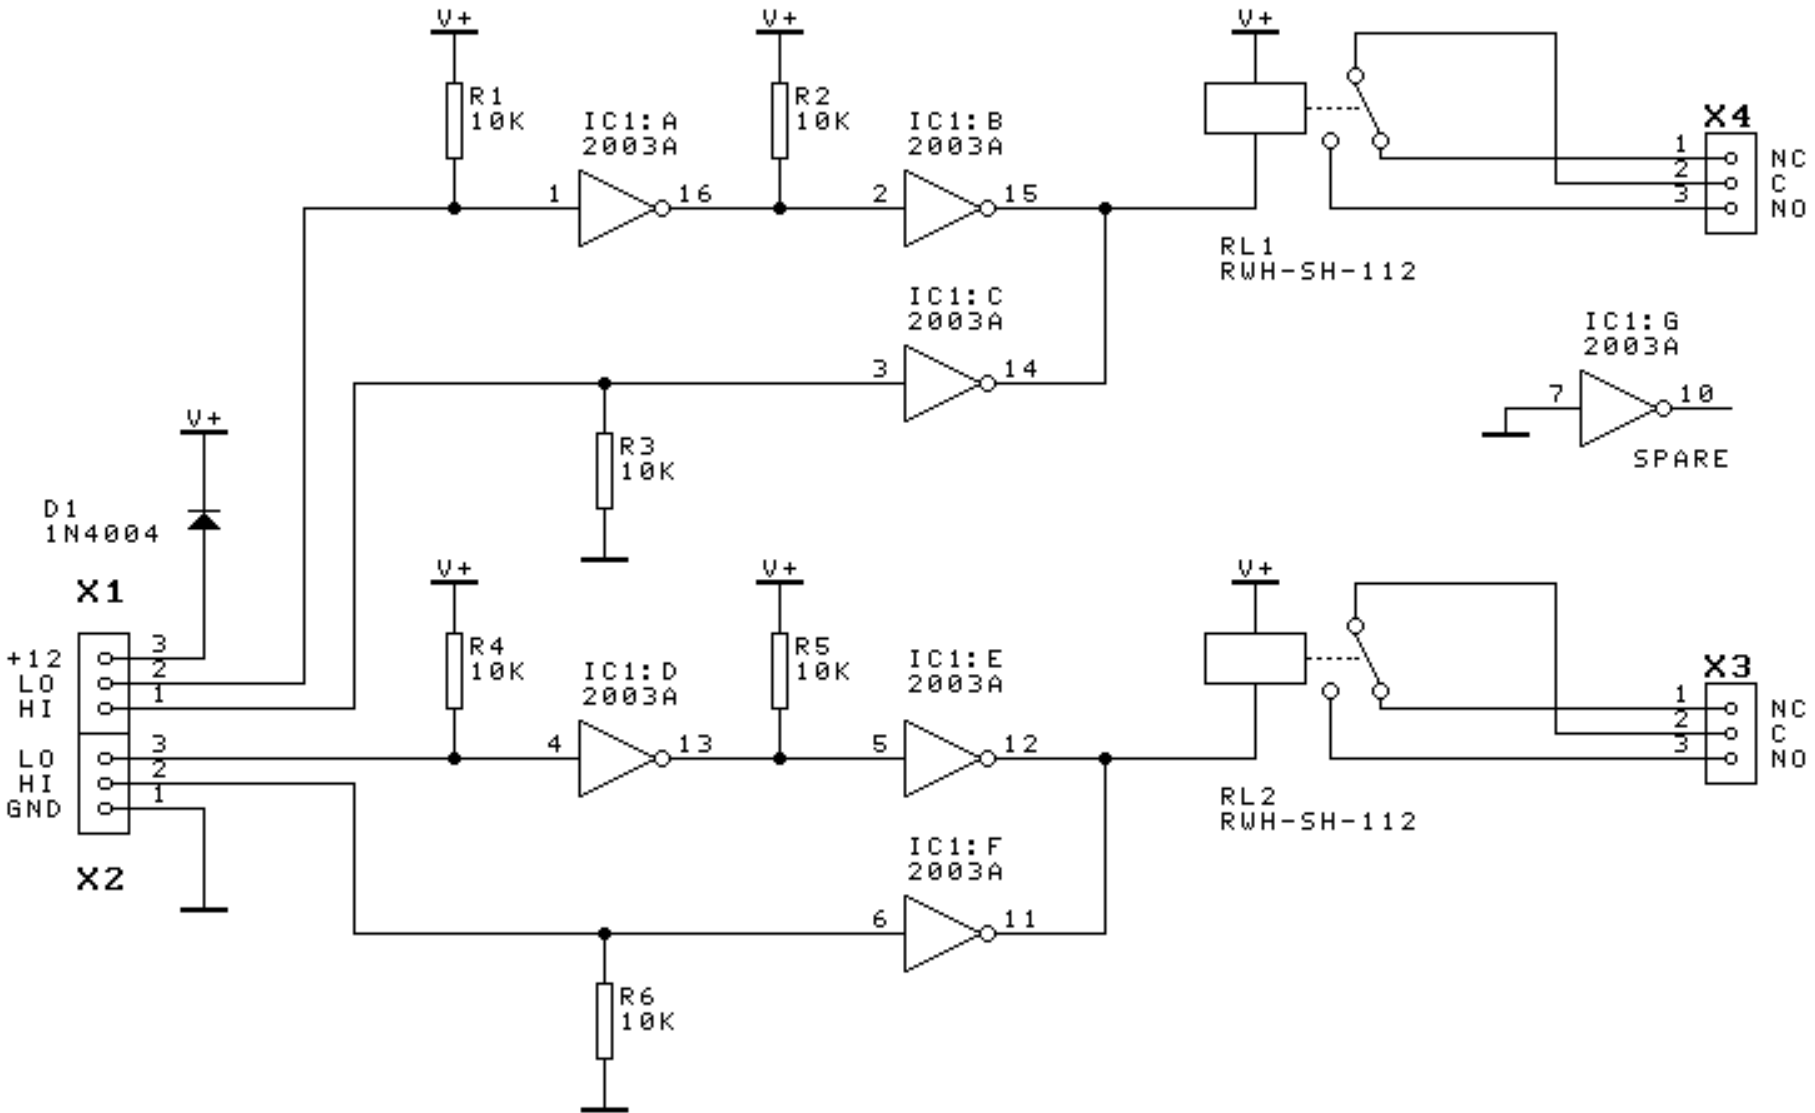 V+
V+
V+
R1
10K
R2
10K
IC1:A
2003A
IC1:B
2003A
X4
1
2
3
NC
C
NO
1
16
2
15
RL1
RWH-SH-112
IC1:C
2003A
3
14
IC1:G
2003A
7
10
SPARE
V+
R3
10K
D1
1N4004
X1
+12
LO
HI
3
2
1
LO
HI
GND
3
2
1
X2
V+
V+
V+
R4
10K
R5
10K
IC1:D
2003A
IC1:E
2003A
X3
1
2
3
NC
C
NO
4
13
5
12
RL2
RWH-SH-112
IC1:F
2003A
6
11
R6
10K